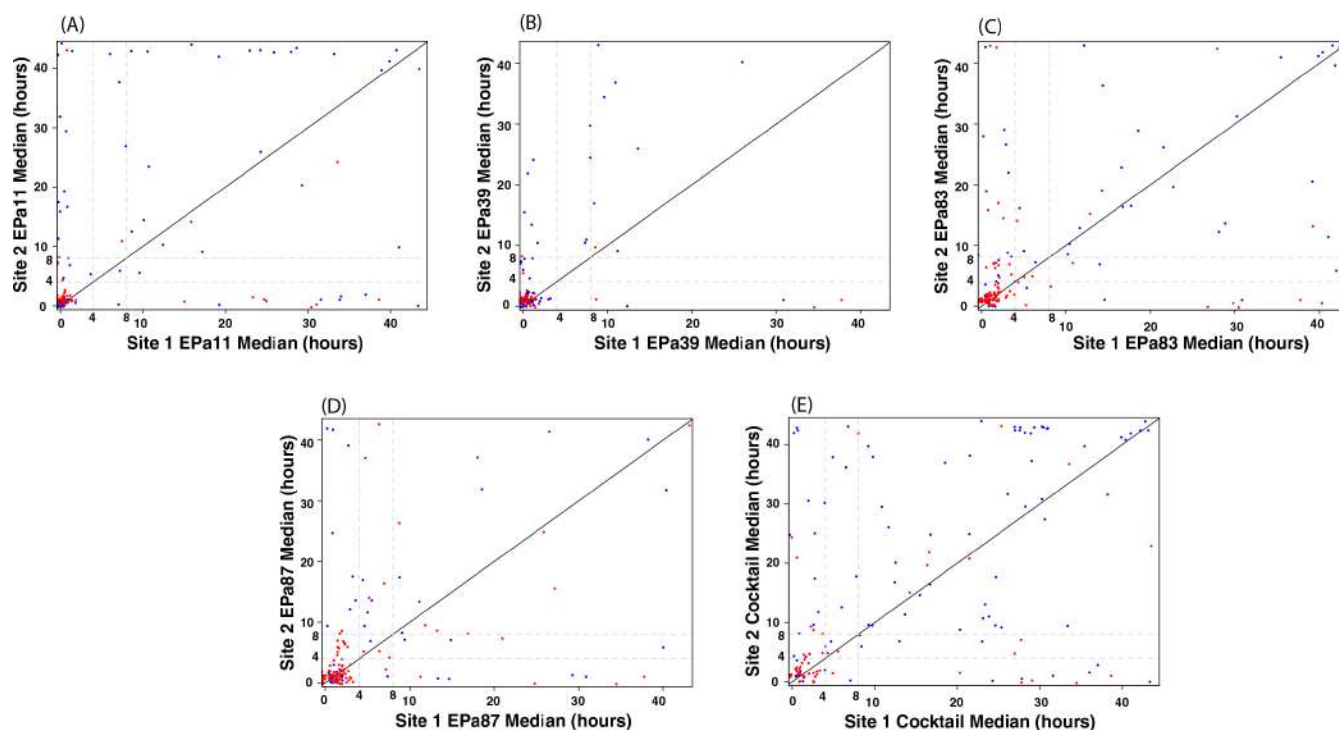 (A)
Site 2 EPa11 Median (hours)
40
30
20
10
8
4
0
0 4 8 10 20 30 40
Site 1 EPa11 Median (hours)
(B)
Site 2 EPa39 Median (hours)
40
30
20
10
8
4
0
0 4 8 10 20 30 40
Site 1 EPa39 Median (hours)
(C)
Site 2 EPa83 Median (hours)
40
30
20
10
8
4
0
0 4 8 10 20 30 40
Site 1 EPa83 Median (hours)
(D)
Site 2 EPa87 Median (hours)
40
30
20
10
8
4
0
0 4 8 10 20 30 40
Site 1 EPa87 Median (hours)
(E)
Site 2 Cocktail Median (hours)
40
30
20
10
8
4
0
0 4 8 10 20 30 40
Site 1 Cocktail Median (hours)